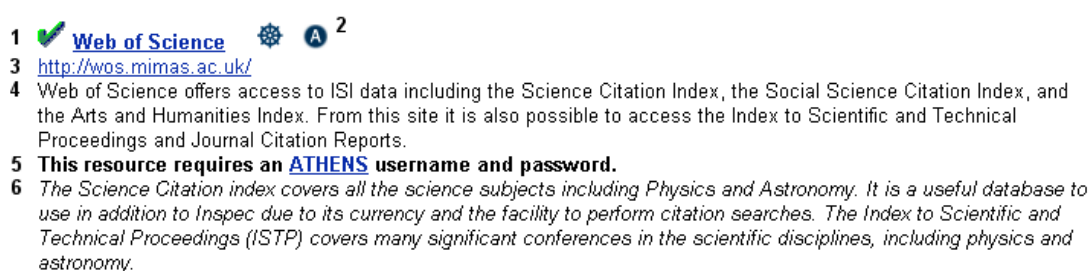 1 Web of Science A 2
3 http://wos.mimas.ac.uk/
4 Web of Science offers access to ISI data including the Science Citation Index, the Social Science Citation Index, and
the Arts and Humanities Index. From this site it is also possible to access the Index to Scientific and Technical
Proceedings and Journal Citation Reports.
5 This resource requires an ATHENS username and password.
6 The Science Citation index covers all the science subjects including Physics and Astronomy. It is a useful database to
use in addition to Inspec due to its currency and the facility to perform citation searches. The Index to Scientific and
Technical Proceedings (ISTP) covers many significant conferences in the scientific disciplines, including physics and
astronomy.